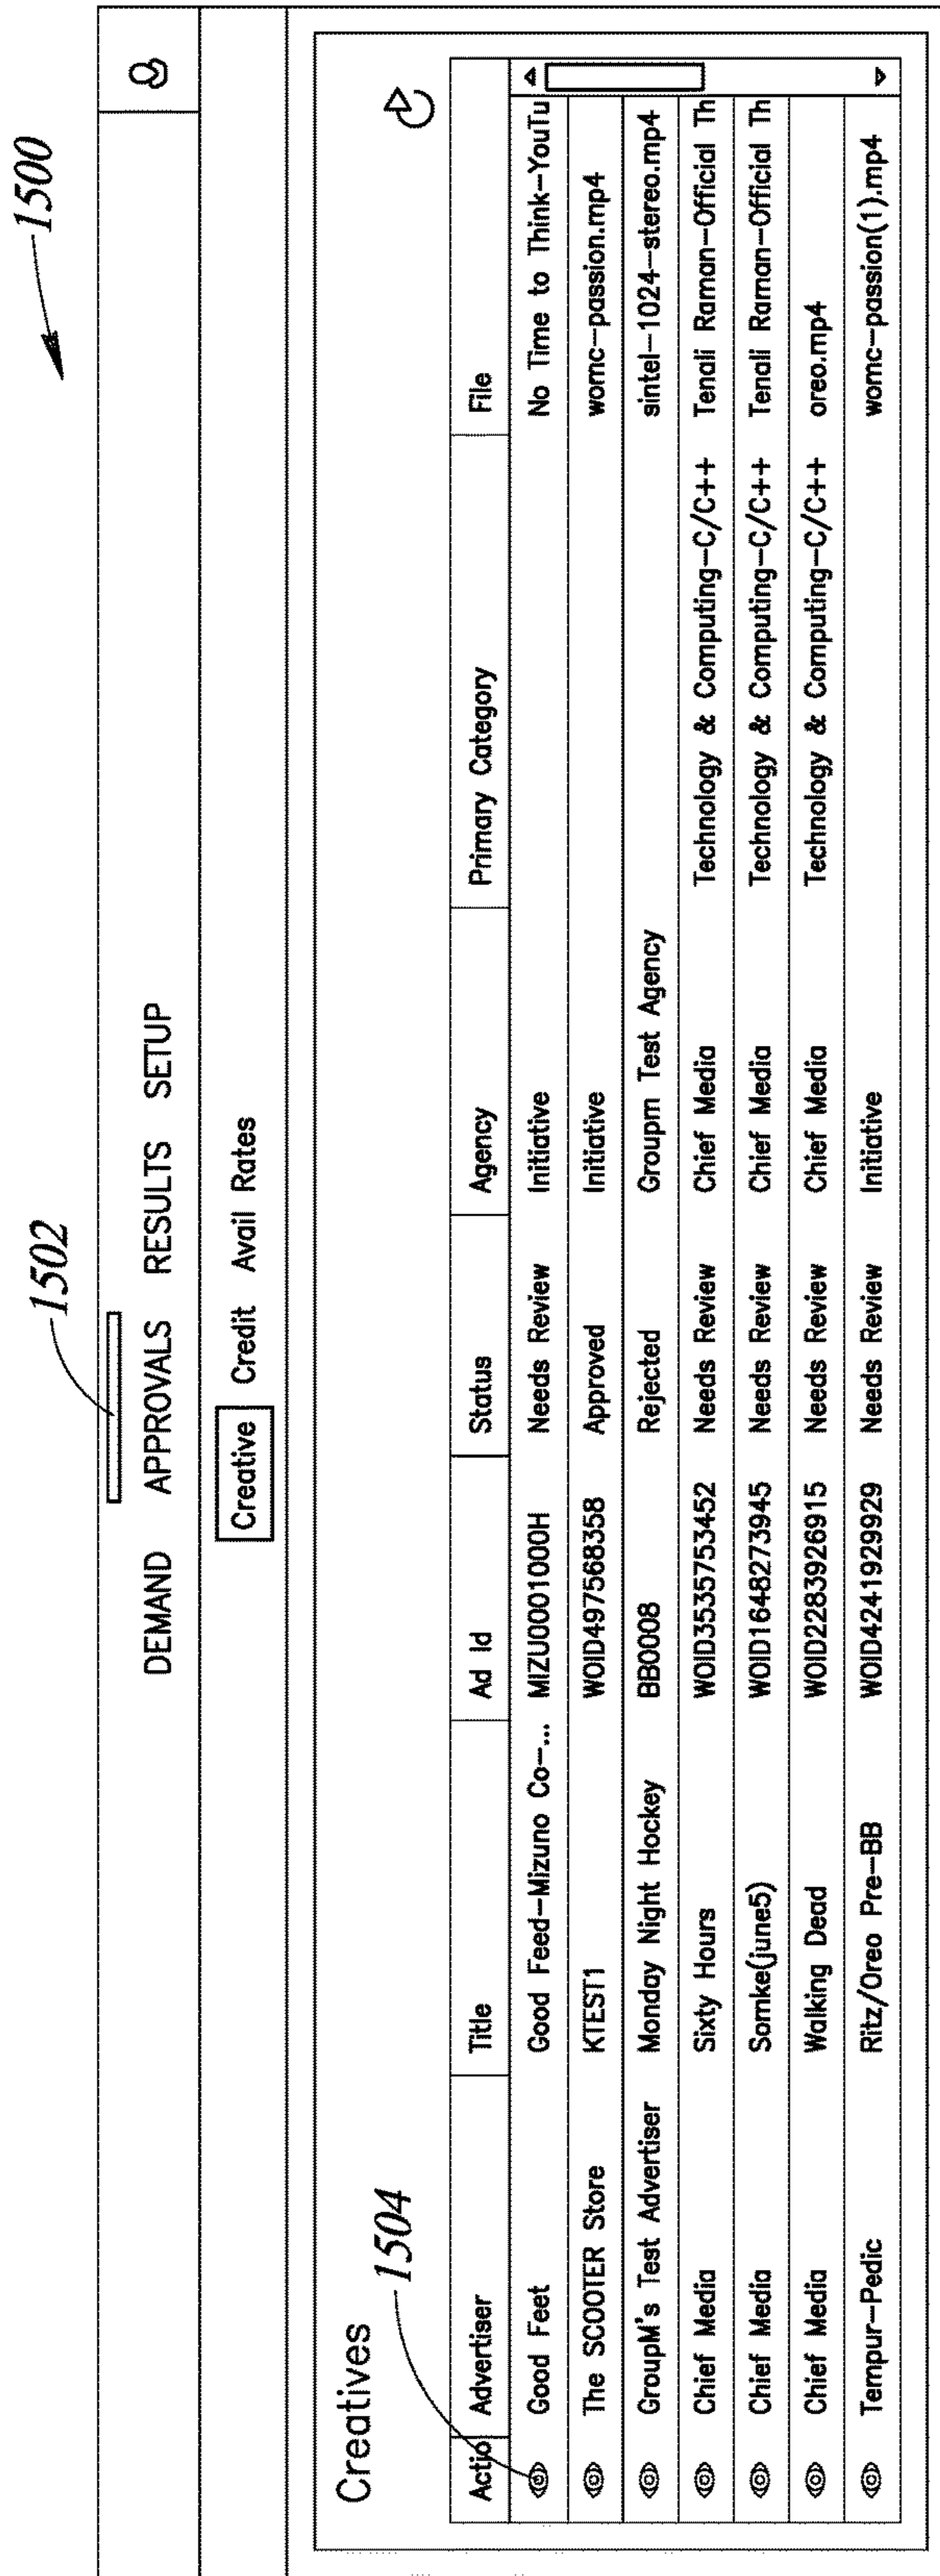 1500
1502
DEMAND APPROVALS RESULTS SETUP
Creative Credit Avail Rates
Creatives
1504
Actio Advertiser Title Ad Id Status Agency Primary Category File
Good Feet Good Feed-Mizuno Co-... MIZU0001000H Needs Review Initiative No Time to Think-YouTu
The SCOOTER Store KTEST1 WOID497568358 Approved Initiative womc-passion.mp4
GroupM's Test Advertiser Monday Night Hockey BB0008 Rejected Groupm Test Agency sintel-1024-stereo.mp4
Chief Media Sixty Hours WOID3535753452 Needs Review Chief Media Technology & Computing-C/C++ Tenali Raman-Official Th
Chief Media Somke(june5) WOID1648273945 Needs Review Chief Media Technology & Computing-C/C++ Tenali Raman-Official Th
Chief Media Walking Dead WOID2283926915 Needs Review Chief Media Technology & Computing-C/C++ oreo.mp4
Tempur-Pedic Ritz/Oreo Pre-BB WOID4241929929 Needs Review Initiative womc-passion(1).mp4